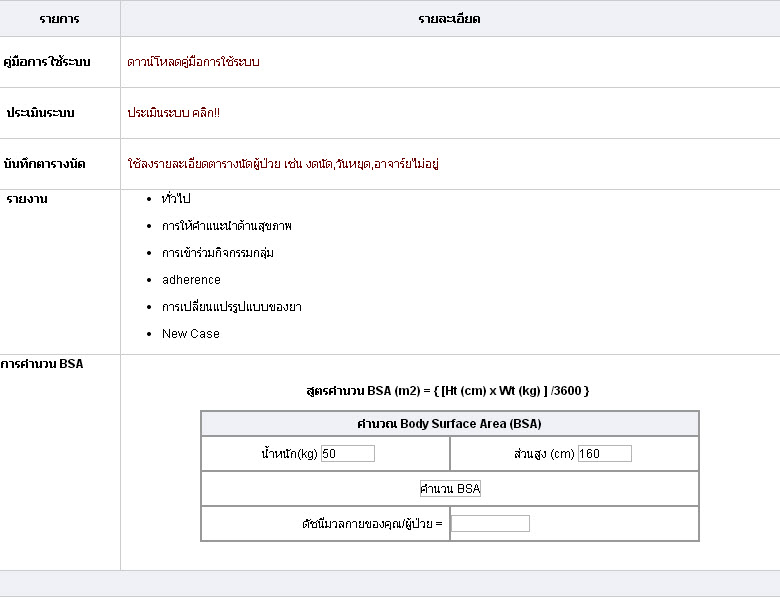 รายการ รายละเอียด
คู่มือการใช้ระบบ ดาวน์โหลดคู่มือการใช้ระบบ
ประเมินระบบ ประเมินระบบ คลิก!!
บันทึกตารางนัด ใช้ลงรายละเอียดตารางนัดผู้ป่วย เช่น งดนัด,วันหยุด,อาจารย์ไม่อยู่
รายงาน
ทั่วไป
การให้คำแนะนำด้านสุขภาพ
การเข้าร่วมกิจกรรมกลุ่ม
adherence
การเปลี่ยนแปรรูปแบบของยา
New Case
การคำนวน BSA
สูตรคำนวน BSA (m2) = { [Ht (cm) x Wt (kg) ] /3600 }
คำนวณ Body Surface Area (BSA)
น้ำหนัก(kg) 50 ส่วนสูง (cm) 160
คำนวน BSA
ดัชนีมวลกายของคุณ/ผู้ป่วย =